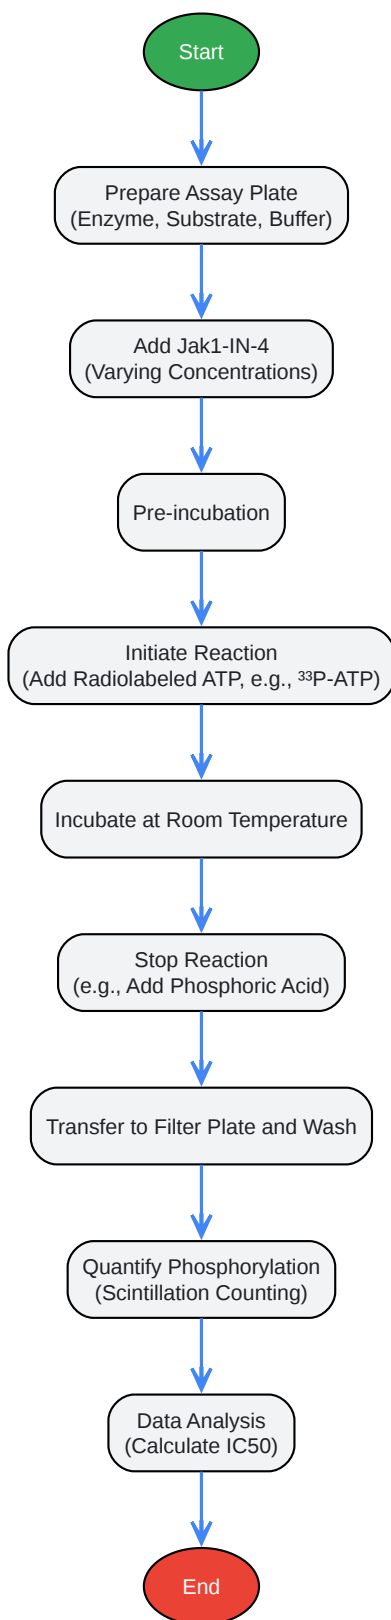 Start
Prepare Assay Plate
(Enzyme, Substrate, Buffer)
Add Jak1-IN-4
(Varying Concentrations)
Pre-incubation
Initiate Reaction
(Add Radiolabeled ATP, e.g., ³³P-ATP)
Incubate at Room Temperature
Stop Reaction
(e.g., Add Phosphoric Acid)
Transfer to Filter Plate and Wash
Quantify Phosphorylation
(Scintillation Counting)
Data Analysis
(Calculate IC50)
End